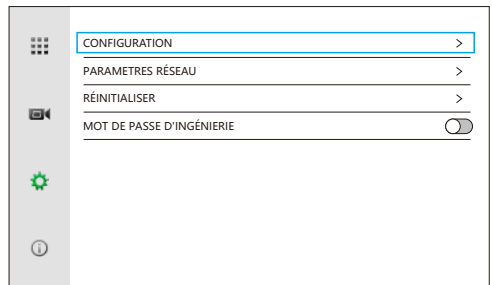 CONFIGURATION
PARAMETRES RÉSEAU
RÉINITIALISER
MOT DE PASSE D'INGÉNIERIE